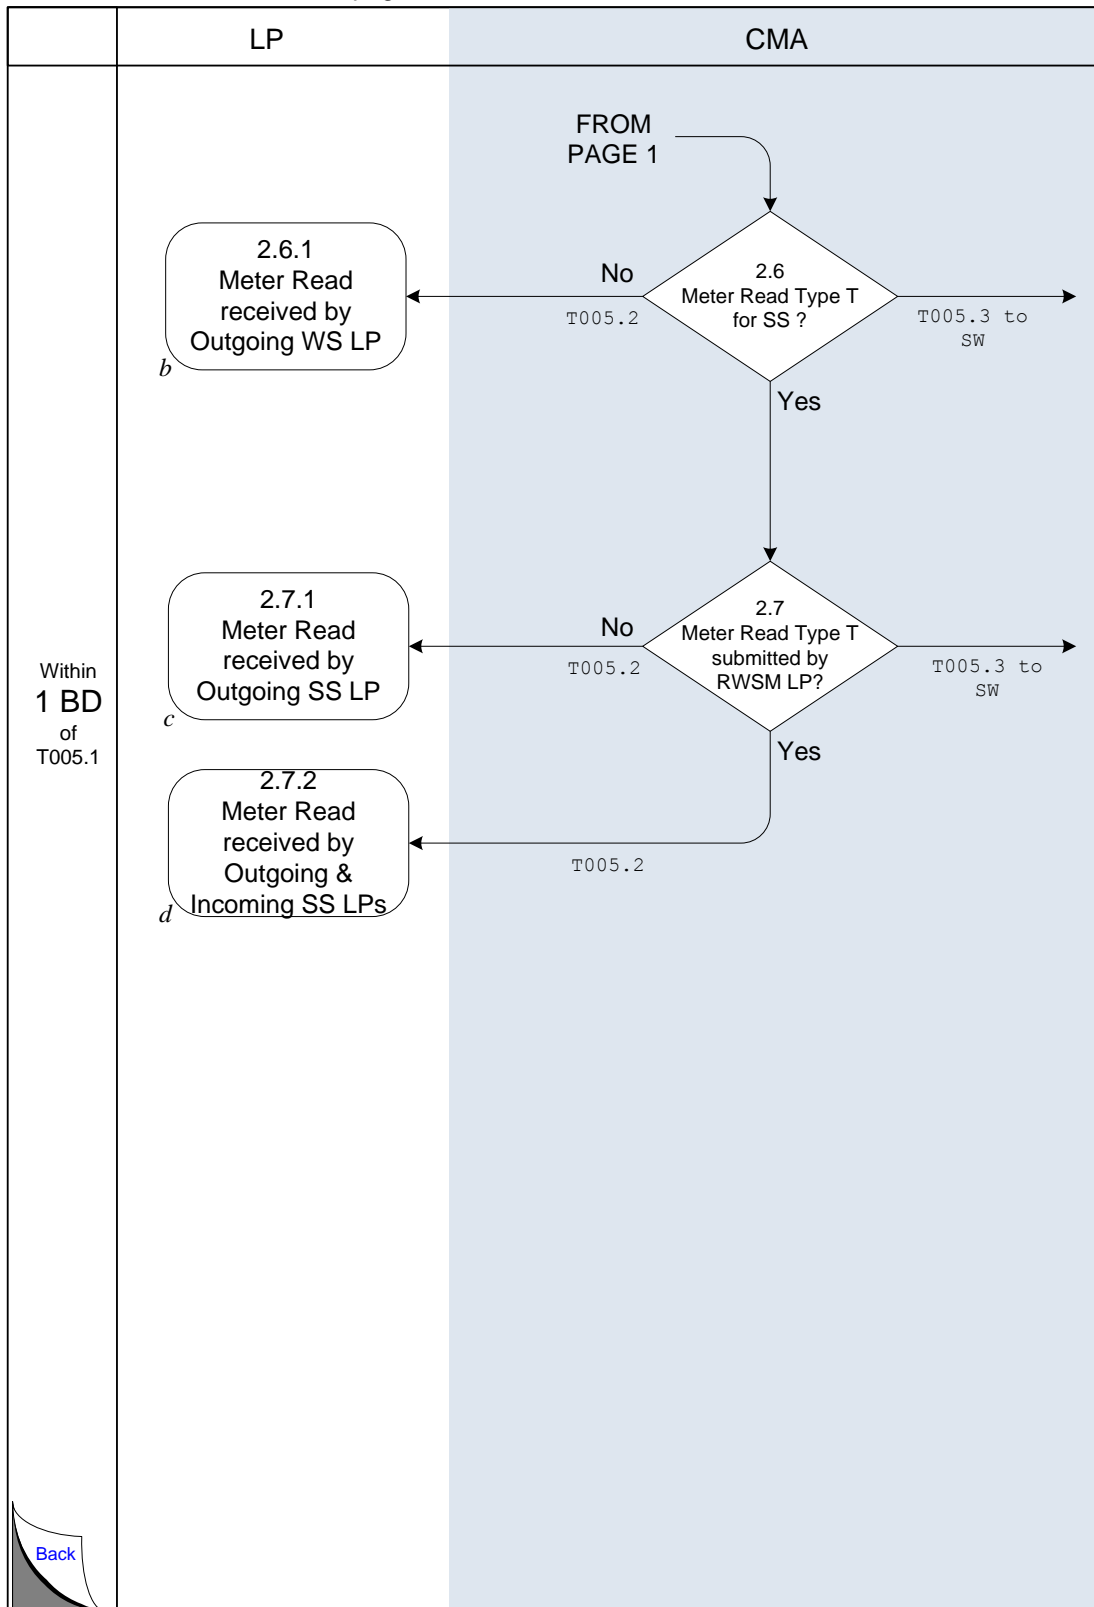 LP
CMA
FROM
PAGE 1
2.6.1
Meter Read
received by
Outgoing WS LP
b
No
T005.2
2.6
Meter Read Type T
for SS ?
T005.3 to
SW
Yes
Within
1 BD
of
T005.1
2.7.1
Meter Read
received by
Outgoing SS LP
c
No
T005.2
2.7
Meter Read Type T
submitted by
RWSM LP?
T005.3 to
SW
Yes
2.7.2
Meter Read
received by
Outgoing &
Incoming SS LPs
d
T005.2
Back